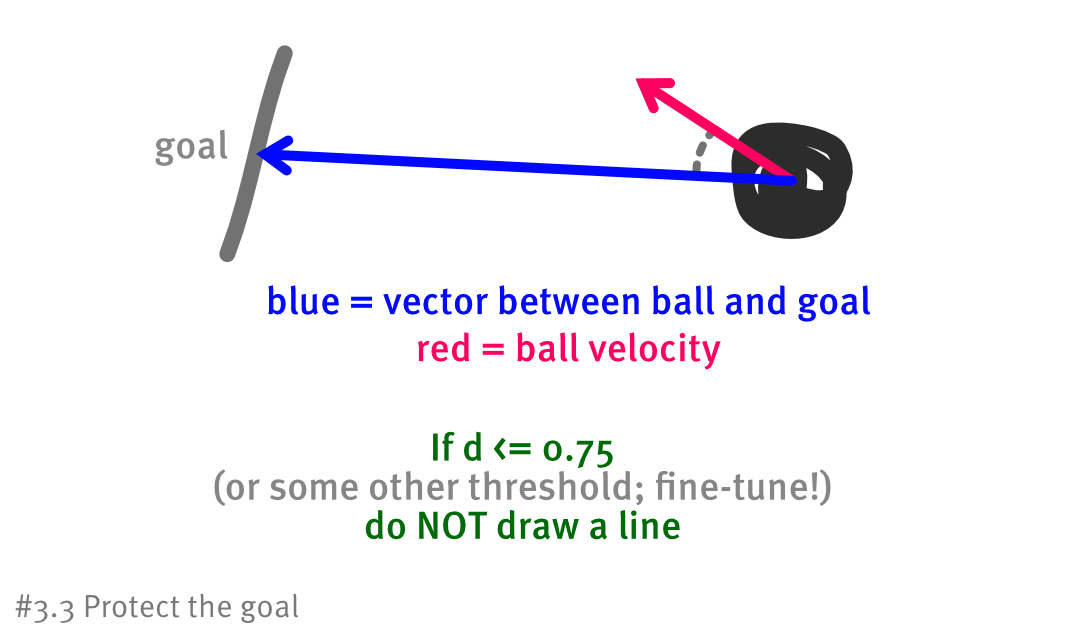 goal
blue = vector between ball and goal
red = ball velocity
If d <= 0.75
(or some other threshold; fine-tune!)
do NOT draw a line
#3.3 Protect the goal